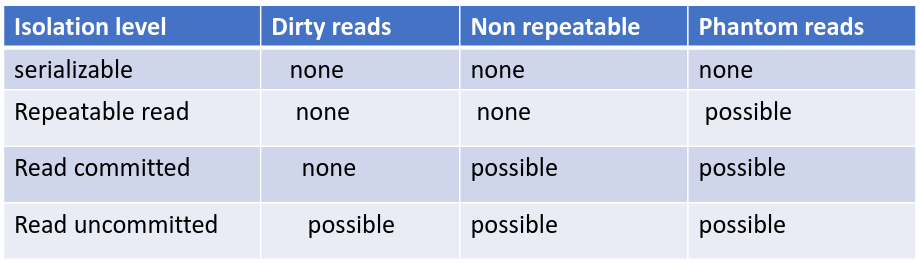 Isolation level Dirty reads Non repeatable Phantom reads
serializable none none none
Repeatable read none none possible
Read committed none possible possible
Read uncommitted possible possible possible